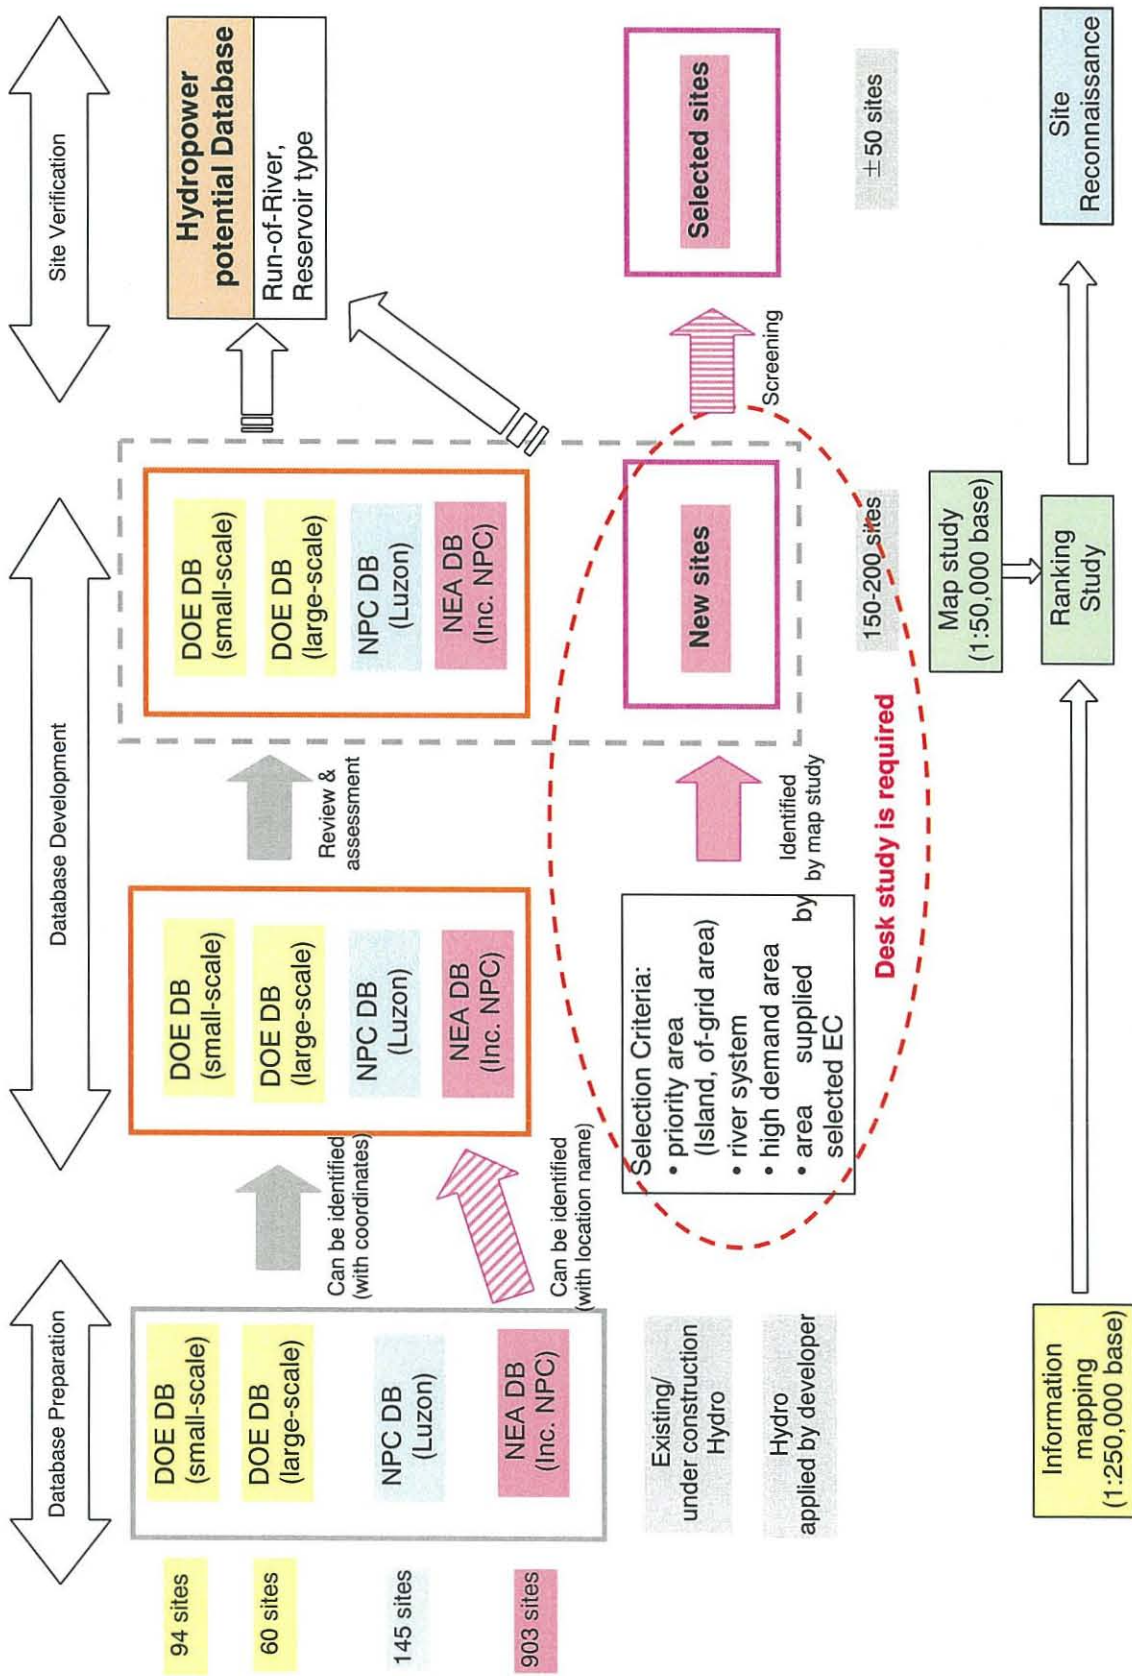 Database Preparation
Database Development
Site Verification
94 sites
60 sites
145 sites
903 sites
DOE DB
(small-scale)
DOE DB
(large-scale)
NPC DB
(Luzon)
NEA DB
(Inc. NPC)
Existing/
under construction
Hydro
Hydro
applied by developer
Can be identified
(with coordinates)
Can be identified
(with location name)
DOE DB
(small-scale)
DOE DB
(large-scale)
NPC DB
(Luzon)
NEA DB
(Inc. NPC)
Review &
assessment
DOE DB
(small-scale)
DOE DB
(large-scale)
NPC DB
(Luzon)
NEA DB
(Inc. NPC)
Hydropower
potential Database
Run-of-River,
Reservoir type
Selection Criteria:
• priority area
(Island, of-grid area)
• river system
• high demand area
• area supplied by
selected EC
Identified
by map study
New sites
Screening
Selected sites
150-200 sites
±50 sites
Desk study is required
Information
mapping
(1:250,000 base)
Map study
(1:50,000 base)
Ranking
Study
Site
Reconnaissance